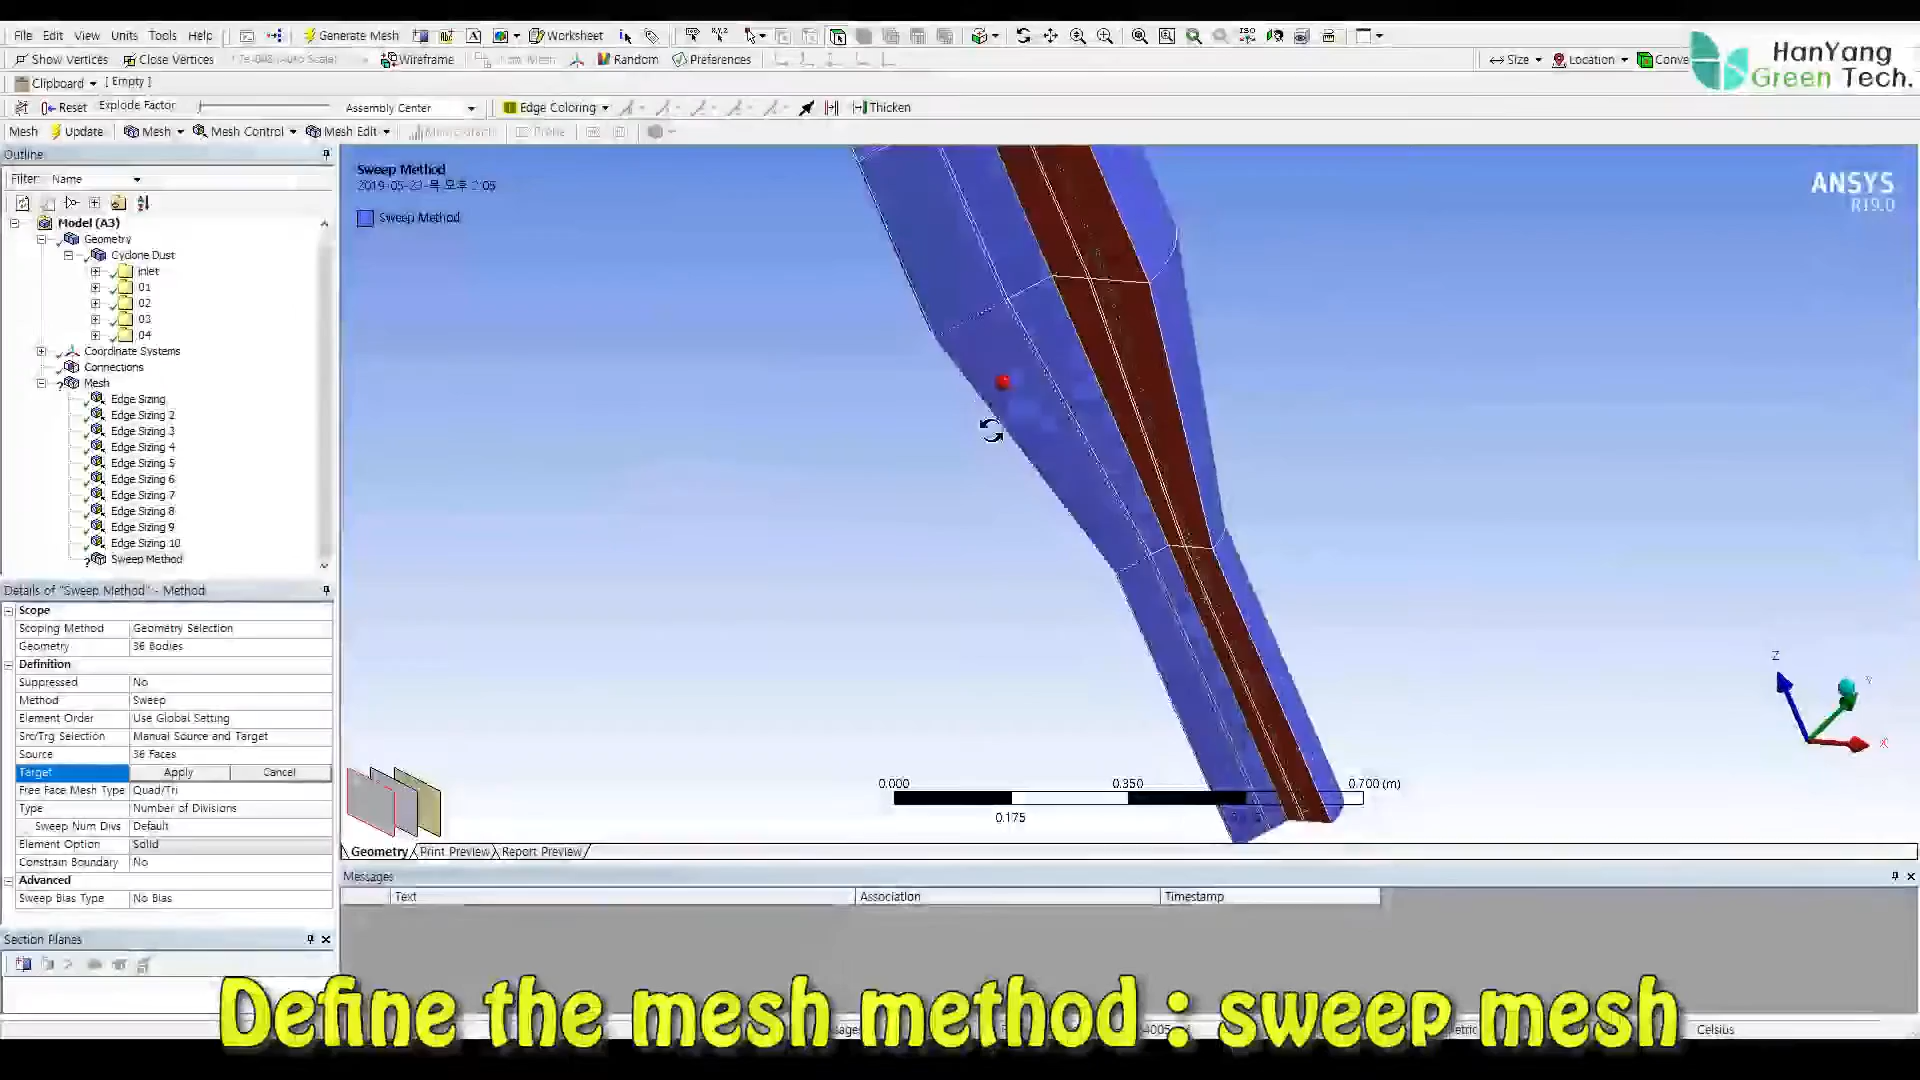 File Edit View Units Tools Help Generate Mesh Worksheet
Show Vertices Close Vertices Wireframe Random Preferences Size Location Conve
HanYang
Green Tech.
Clipboard [ Empty ]
Reset Explode Factor Assembly Center Edge Coloring Thicken
Mesh Update Mesh Mesh Control Mesh Edit
Outline
Filter: Name
Model (A3)
Geometry
Cyclone Dust
inlet
01
02
03
04
Coordinate Systems
Connections
Mesh
Edge Sizing
Edge Sizing 2
Edge Sizing 3
Edge Sizing 4
Edge Sizing 5
Edge Sizing 6
Edge Sizing 7
Edge Sizing 8
Edge Sizing 9
Edge Sizing 10
Sweep Method
Details of "Sweep Method" - Method
Scope
Scoping Method Geometry Selection
Geometry 36 Bodies
Definition
Suppressed No
Method Sweep
Element Order Use Global Setting
Src/Trg Selection Manual Source and Target
Source 36 Faces
Target Apply Cancel
Free Face Mesh Type Quad/Tri
Type Number of Divisions
Sweep Num Divs Default
Element Option Solid
Constrain Boundary No
Advanced
Sweep Bias Type No Bias
Section Planes
Sweep Method
Sweep Method
ANSYS
R19.0
Z
Y
X
0.000 0.350 0.700 (m)
0.175
Geometry Print Preview Report Preview
Messages
Text Association Timestamp
Define the mesh method : sweep mesh
Celsius